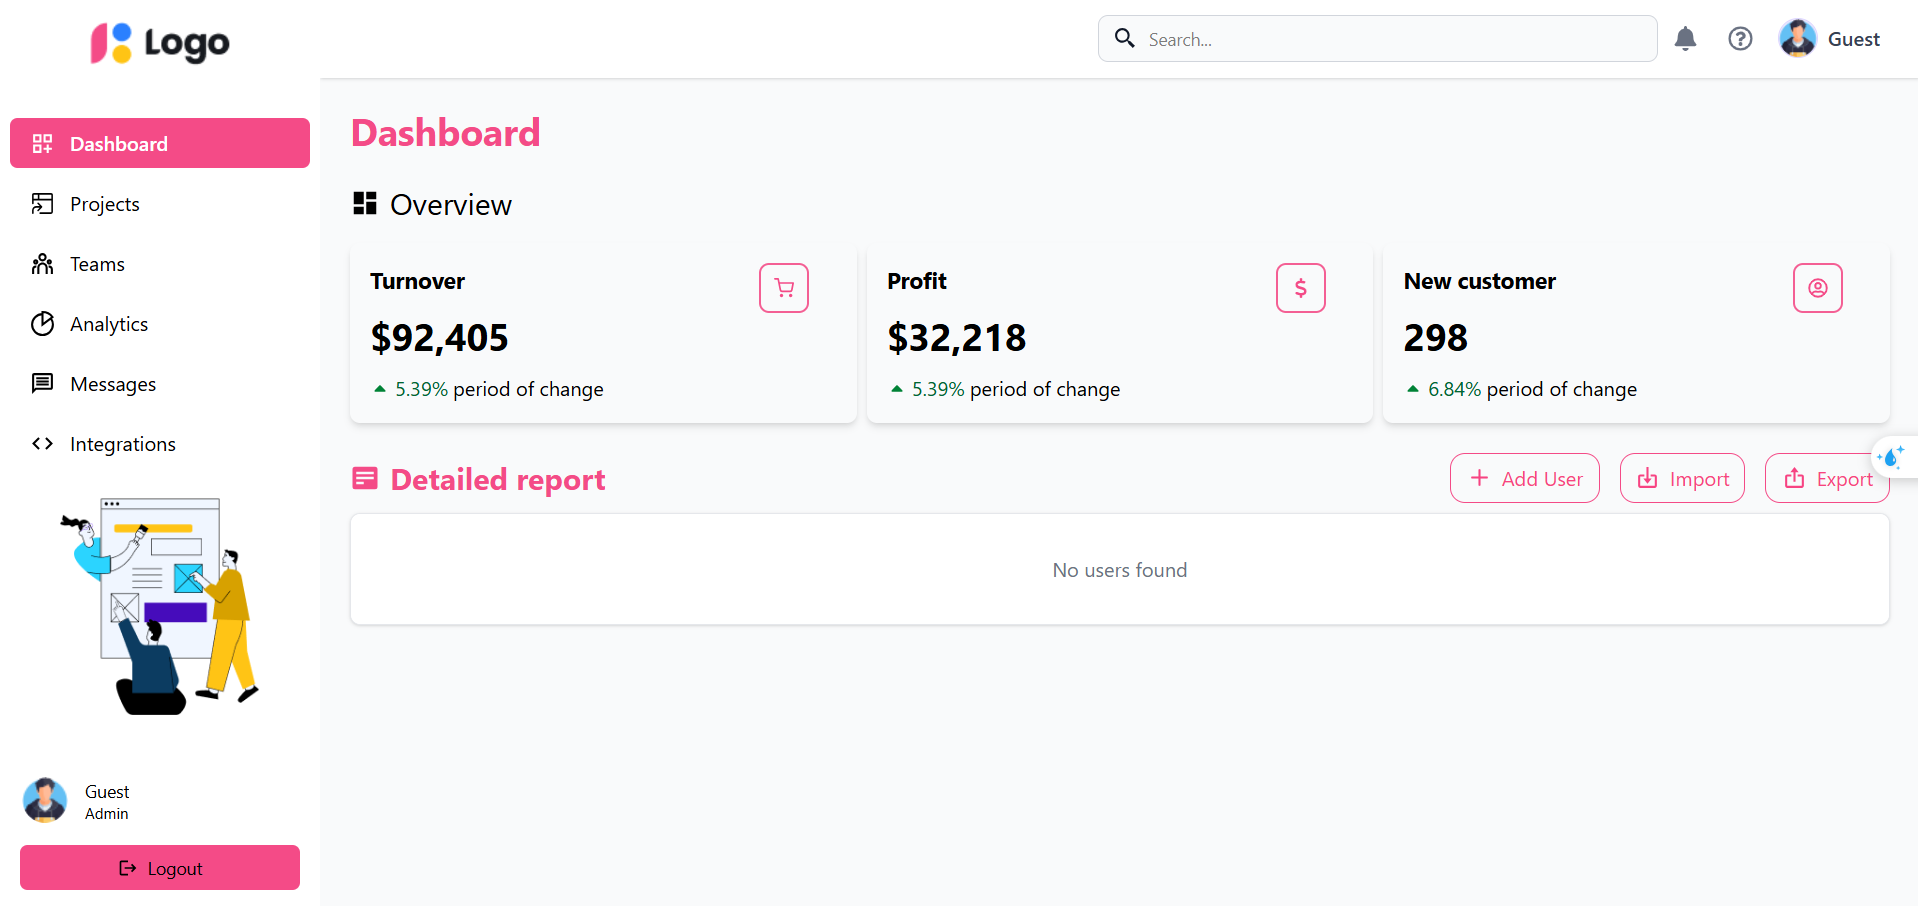 Logo
Search...
Guest
Dashboard
Projects
Teams
Analytics
Messages
Integrations
Guest
Admin
Logout
Dashboard
Overview
Turnover
$92,405
5.39% period of change
Profit
$32,218
5.39% period of change
New customer
298
6.84% period of change
Detailed report
Add User
Import
Export
No users found